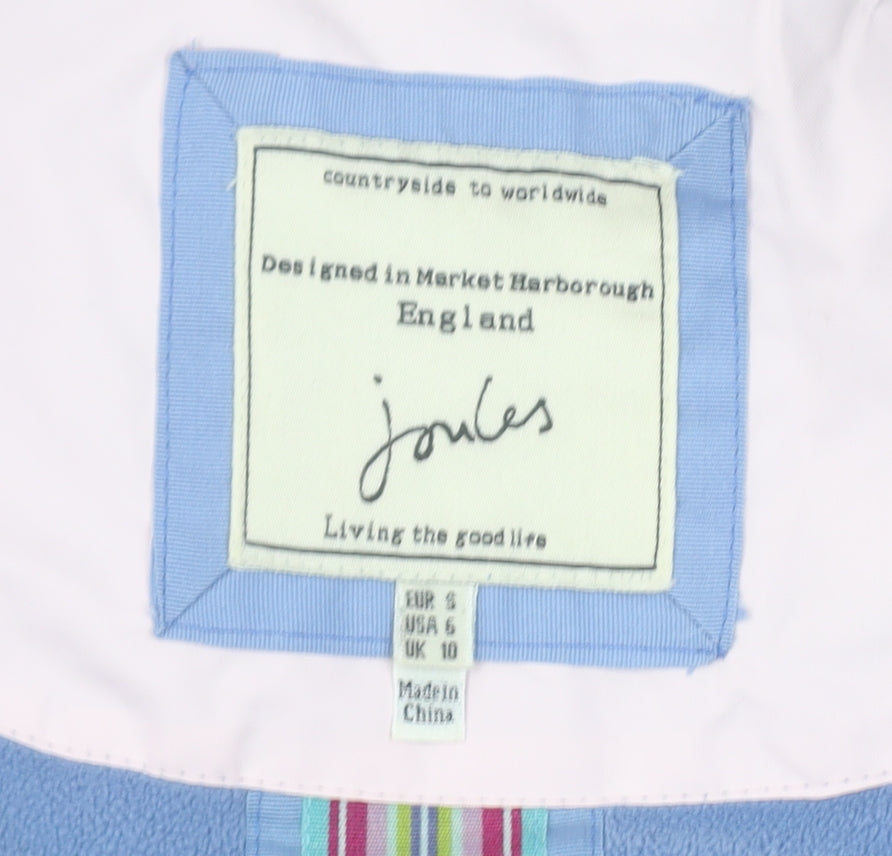 countryside to worldwide
Designed in Market Harborough
England
joules
Living the good life
EUR S
USA 6
UK 10
Made in
China